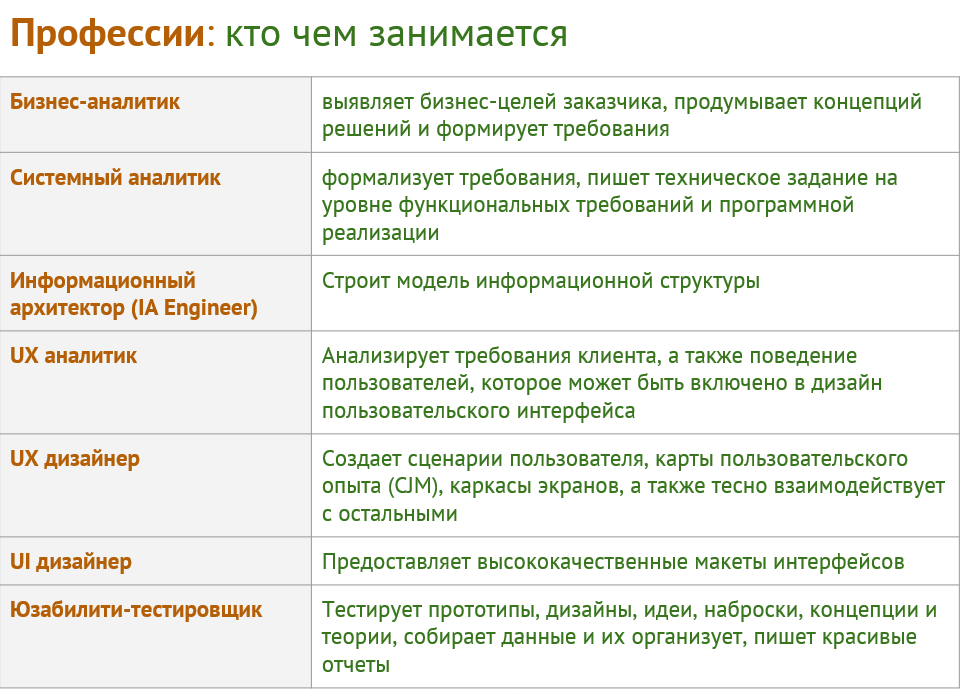 Профессии: кто чем занимается
Бизнес-аналитик
выявляет бизнес-целей заказчика, продумывает концепций
решений и формирует требования
Системный аналитик
формализует требования, пишет техническое задание на
уровне функциональных требований и программной
реализации
Информационный
архитектор (IA Engineer)
Строит модель информационной структуры
UX аналитик
Анализирует требования клиента, а также поведение
пользователей, которое может быть включено в дизайн
пользовательского интерфейса
UX дизайнер
Создает сценарии пользователя, карты пользовательского
опыта (CJM), каркасы экранов, а также тесно взаимодействует
с остальными
UI дизайнер
Предоставляет высококачественные макеты интерфейсов
Юзабилити-тестировщик
Тестирует прототипы, дизайны, идеи, наброски, концепции и
теории, собирает данные и их организует, пишет красивые
отчеты